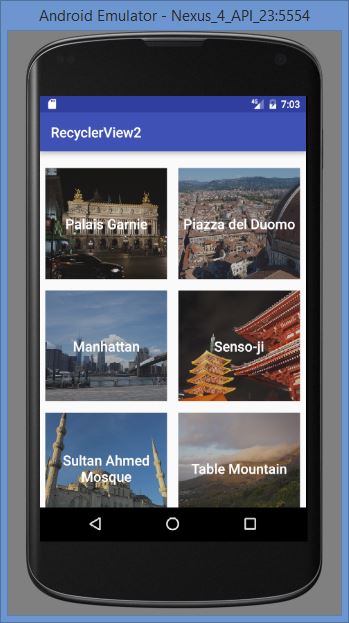 Android Emulator - Nexus_4_API_23:5554
4G 7:03
RecyclerView2
Palais Garnie
Piazza del Duomo
Manhattan
Senso-ji
Sultan Ahmed
Mosque
Table Mountain